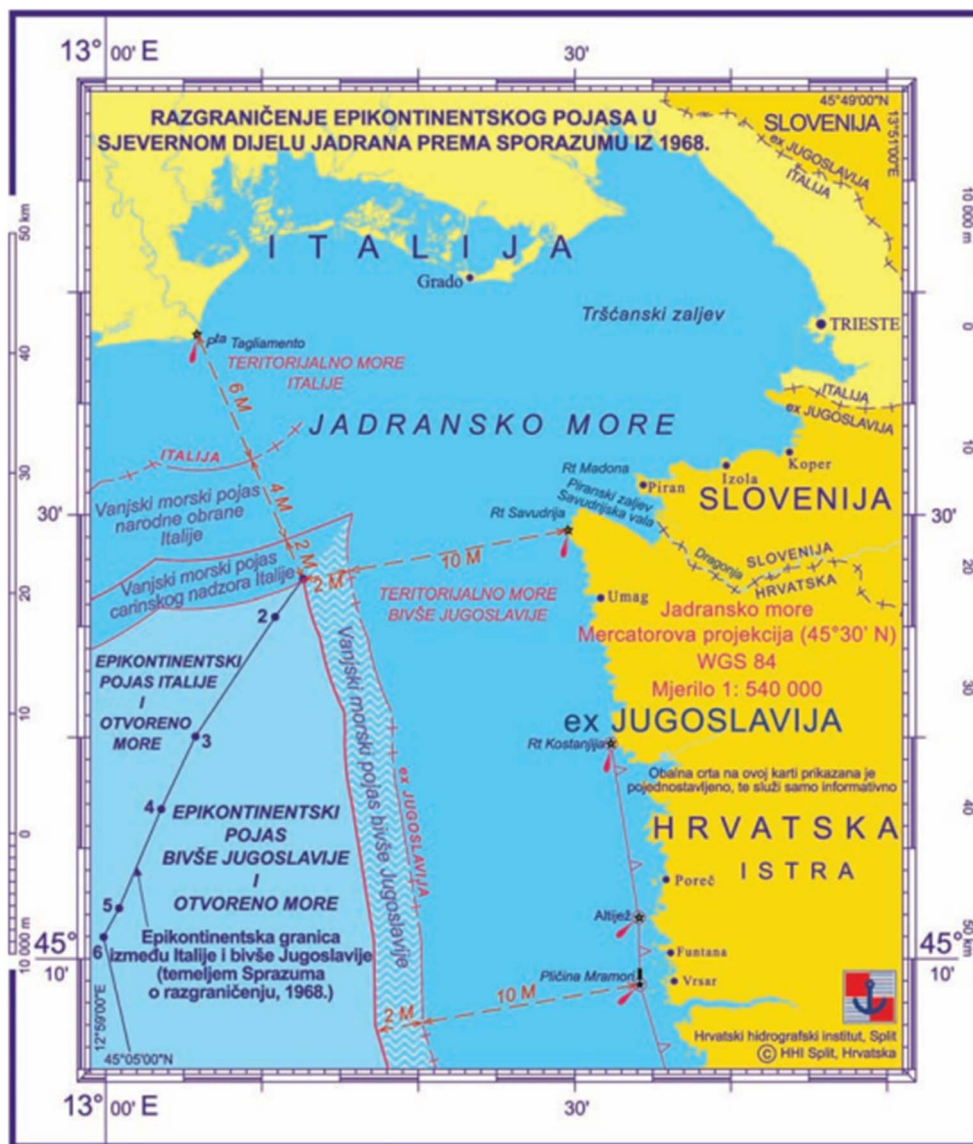 13° 00' E
30'
45°49'00"N
13°51'00"E
RAZGRANIČENJE EPIKONTINENTSKOG POJASA U
SJEVERNOM DIJELU JADRANA PREMA SPORAZUMU IZ 1968.
SLOVENIJA
ex JUGOSLAVIJA
ITALIJA
50 km
10 000 m
ITALIJA
Grado
Tršćanski zaljev
TRIESTE
0
40
Pta Tagliamento
TERITORIJALNO MORE
ITALIJE
6 M
ITALIJA
ex JUGOSLAVIJA
JADRANSKO MORE
10
ITALIJA
30
4 M
Vanjski morski pojas
narodne obrane
Italije
Rt Madona
Koper
Izola
Piran
SLOVENIJA
Piranski zaljev
Savudrijska vala
Rt Savudrija
30'
30'
2 M
10 M
2 M
Vanjski morski pojas
carinskog nadzora Italije
Dragonja
SLOVENIJA
HRVATSKA
20
20
TERITORIJALNO MORE
BIVŠE JUGOSLAVIJE
Umag
2
Jadransko more
Mercatorova projekcija (45°30' N)
WGS 84
Mjerilo 1: 540 000
EPIKONTINENTSKI
POJAS ITALIJE
I
OTVORENO
MORE
3
10
30
Vanjski morski pojas bivše Jugoslavije
ex JUGOSLAVIJA
ex JUGOSLAVIJA
Rt Kostanjija
Obalna crta na ovoj karti prikazana je
pojednostavljeno, te služi samo informativno
4
EPIKONTINENTSKI
POJAS
BIVŠE JUGOSLAVIJE
I
OTVORENO MORE
0
40
HRVATSKA
ISTRA
Poreč
5
Altijež
6
Epikontinentska granica
između Italije i bivše Jugoslavije
(temeljem Sprazuma
o razgraničenju, 1968.)
45°
10'
10 000 m
45°
10'
50 km
Funtana
Pličina Mramori
Vrsar
10 M
2 M
12°59'00"E
45°05'00"N
Hrvatski hidrografski institut, Split
© HHI Split, Hrvatska
13° 00' E
30'